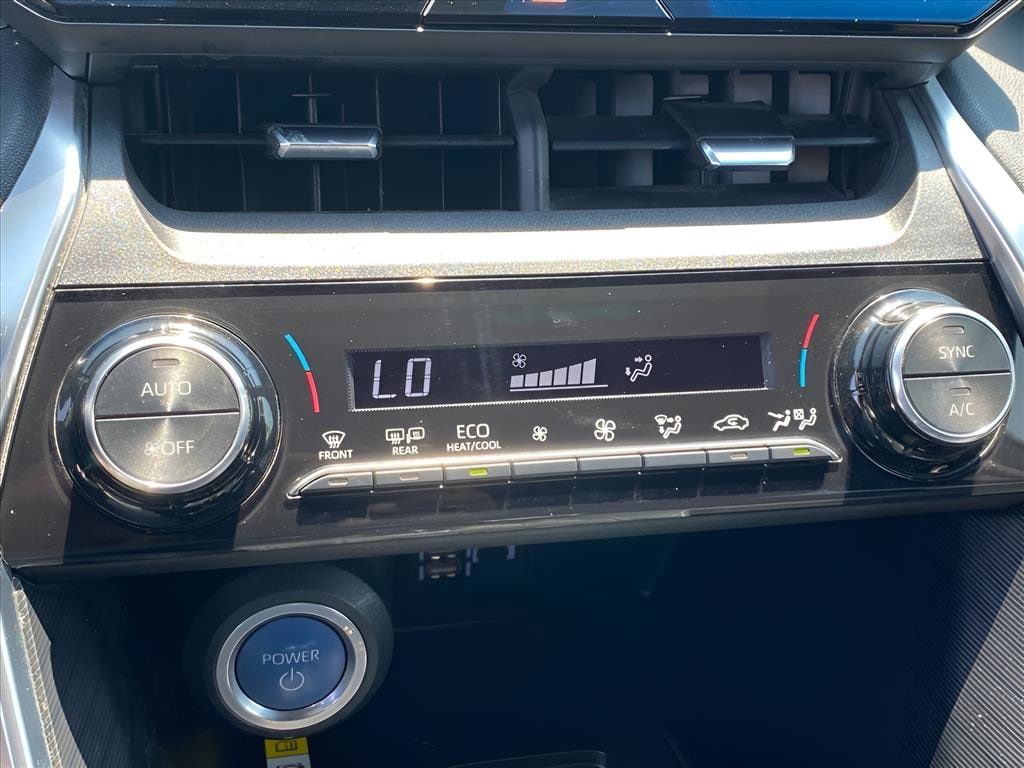 LO
AUTO
OFF
FRONT
REAR
ECO
HEAT/COOL
SYNC
A/C
POWER